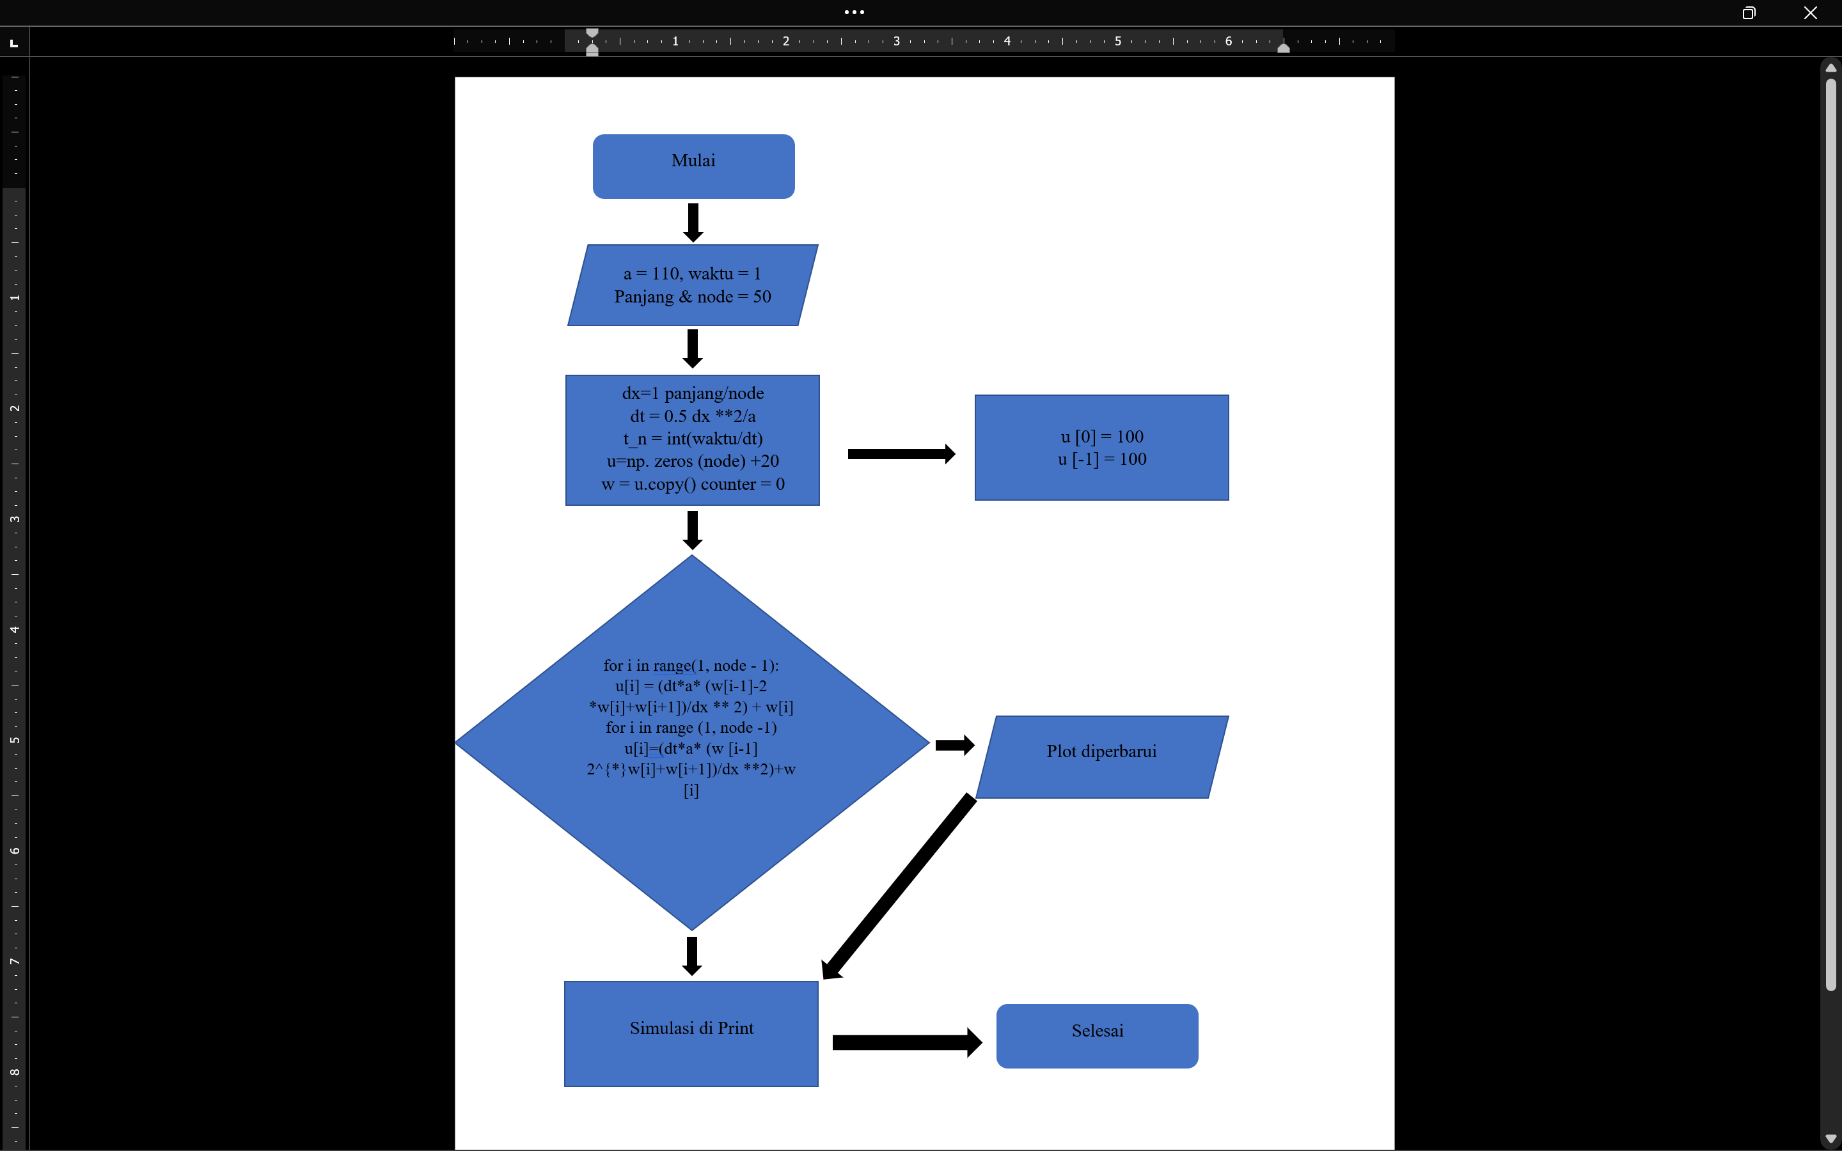 1 2 3 4 5 6
1
2
3
4
5
6
7
8
Mulai
a = 110, waktu = 1
Panjang & node = 50
dx=1 panjang/node
dt = 0.5 dx **2/a
t_n = int(waktu/dt)
u=np. zeros (node) +20
w = u.copy() counter = 0
u [0] = 100
u [-1] = 100
for i in range(1, node - 1):
u[i] = (dt*a* (w[i-1]-2
*w[i]+w[i+1])/dx ** 2) + w[i]
for i in range (1, node -1)
u[i]=(dt*a* (w [i-1]
2^{*}w[i]+w[i+1])/dx **2)+w
[i]
Plot diperbarui
Simulasi di Print
Selesai